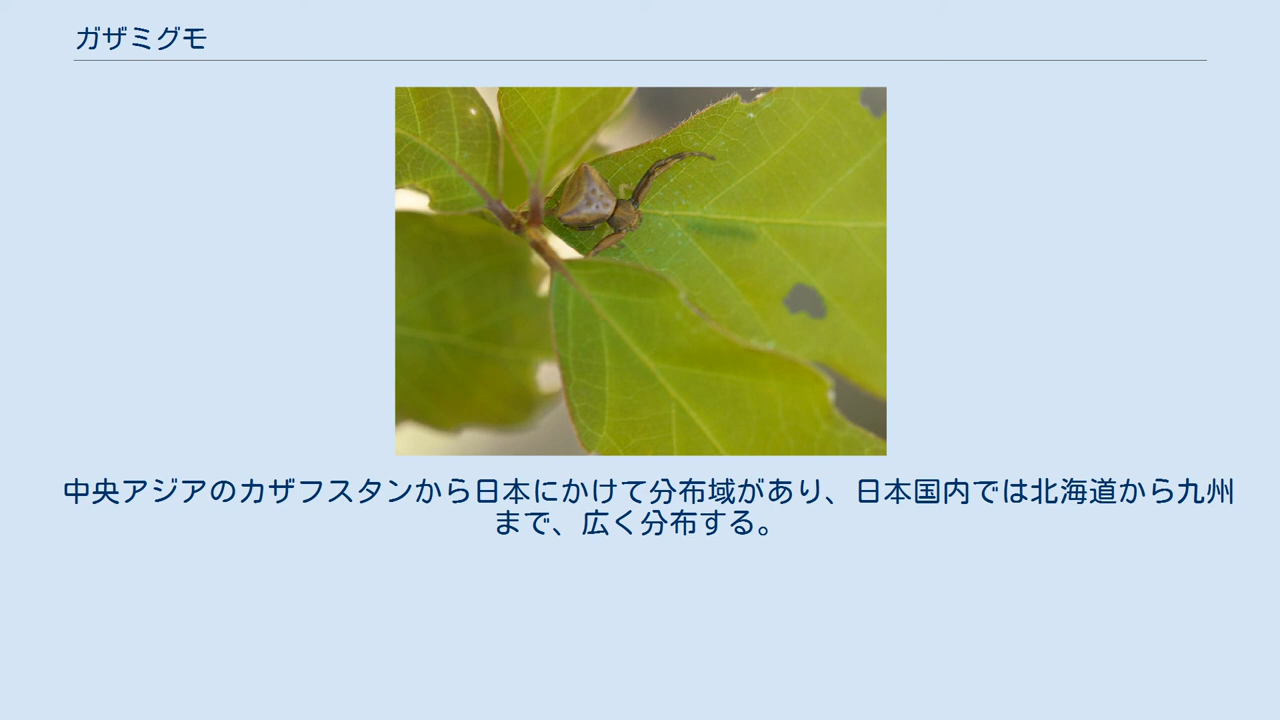 ガザミグモ
中央アジアのカザフスタンから日本にかけて分布域があり、日本国内では北海道から九州
まで、広く分布する。